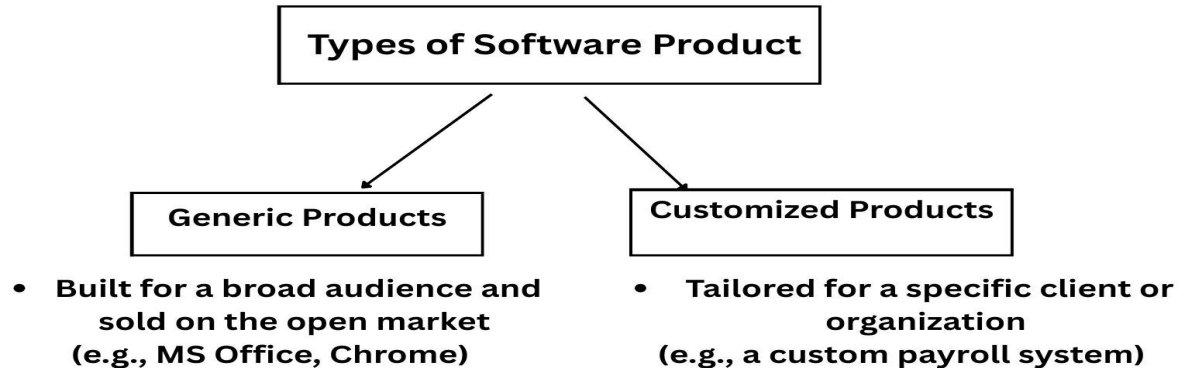 Types of Software Product
Generic Products
• Built for a broad audience and
sold on the open market
(e.g., MS Office, Chrome)
Customized Products
• Tailored for a specific client or
organization
(e.g., a custom payroll system)